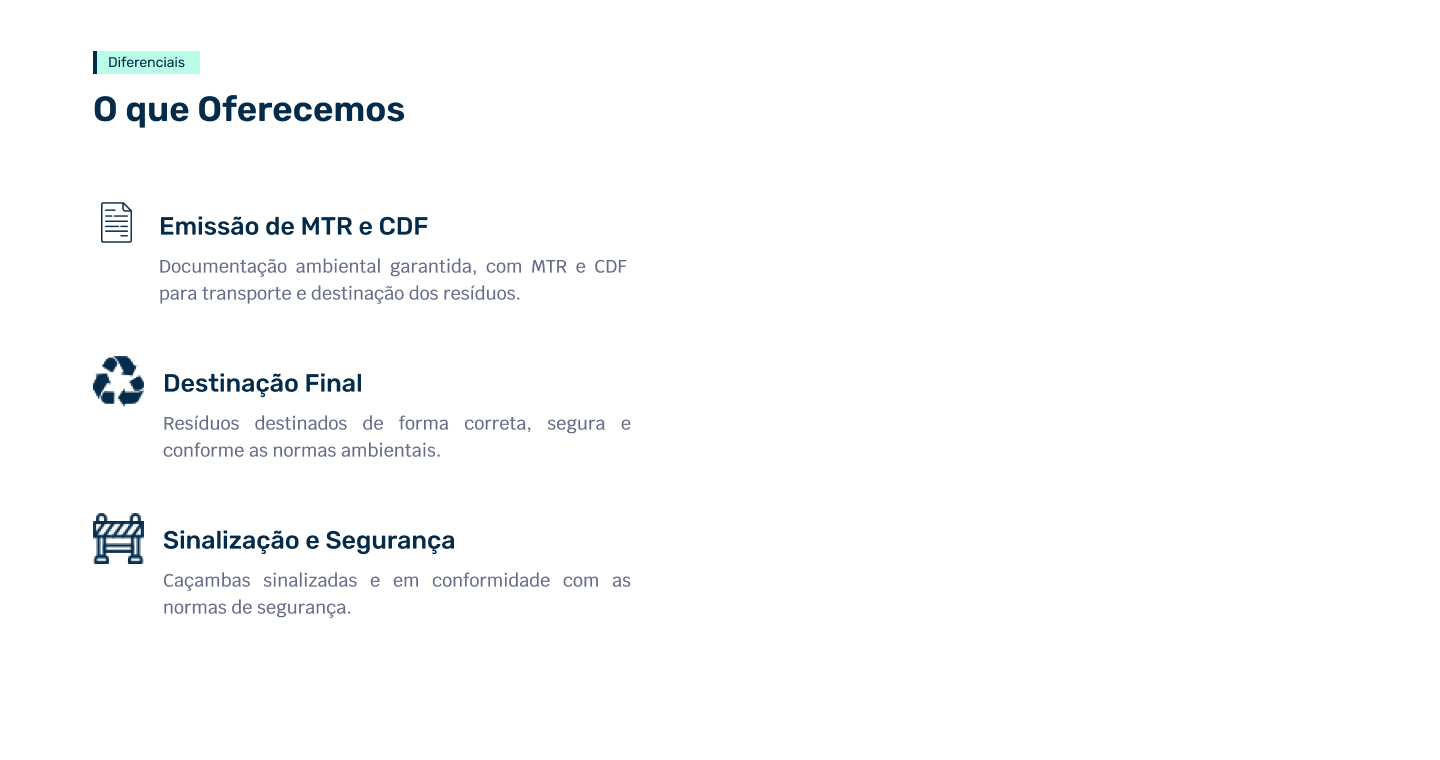 Diferenciais
O que Oferecemos
Emissão de MTR e CDF
Documentação ambiental garantida, com MTR e CDF
para transporte e destinação dos resíduos.
Destinação Final
Resíduos destinados de forma correta, segura e
conforme as normas ambientais.
Sinalização e Segurança
Caçambas sinalizadas e em conformidade com as
normas de segurança.